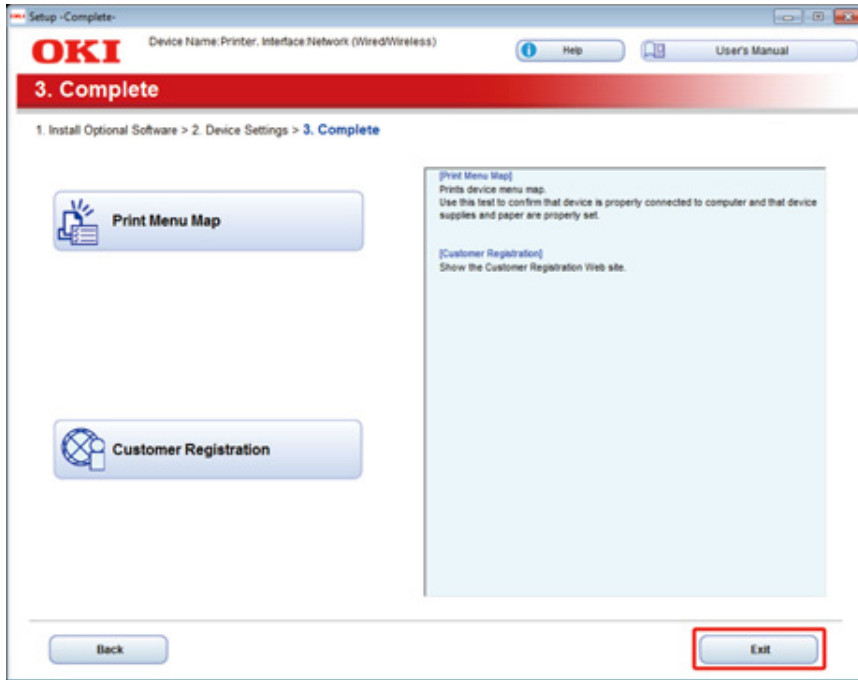 Setup -Complete-
OKI
Device Name:Printer. Interface:Network (Wired/Wireless)
Help
User's Manual
3. Complete
1. Install Optional Software > 2. Device Settings > 3. Complete
Print Menu Map
[Print Menu Map]
Prints device menu map.
Use this test to confirm that device is properly connected to computer and that device
supplies and paper are properly set.
[Customer Registration]
Show the Customer Registration Web site.
Customer Registration
Back
Exit